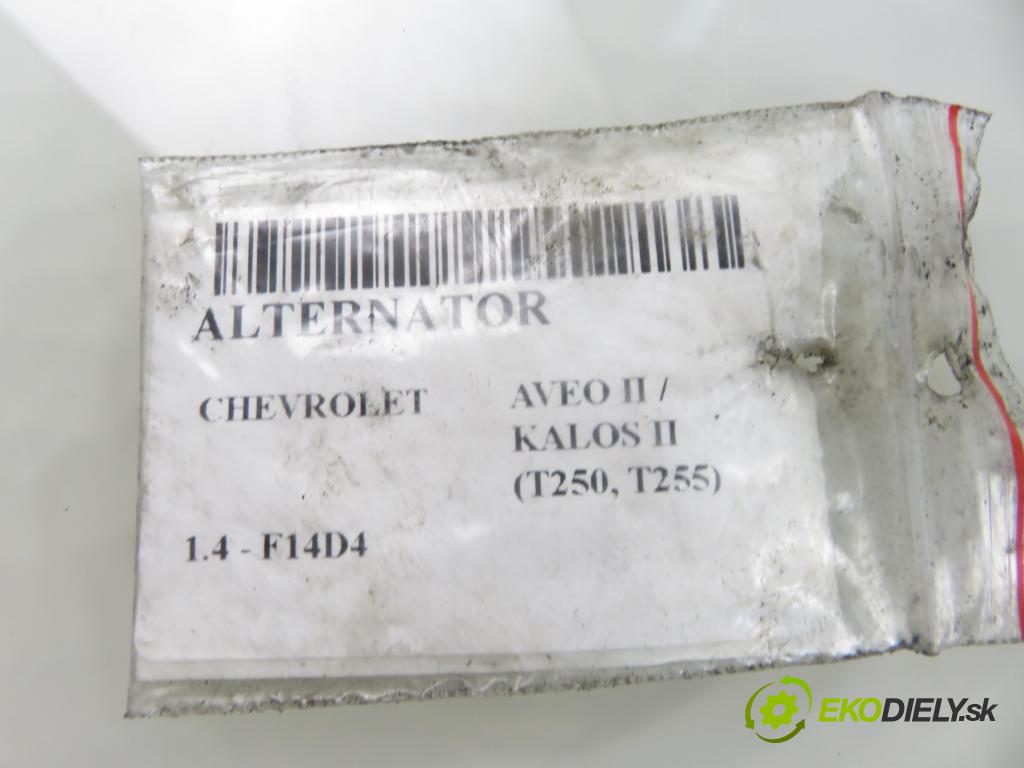 ALTERNATOR
CHEVROLET
AVEO II /
KALOS II
(T250, T255)
1.4 - F14D4
EKODIELY.sk